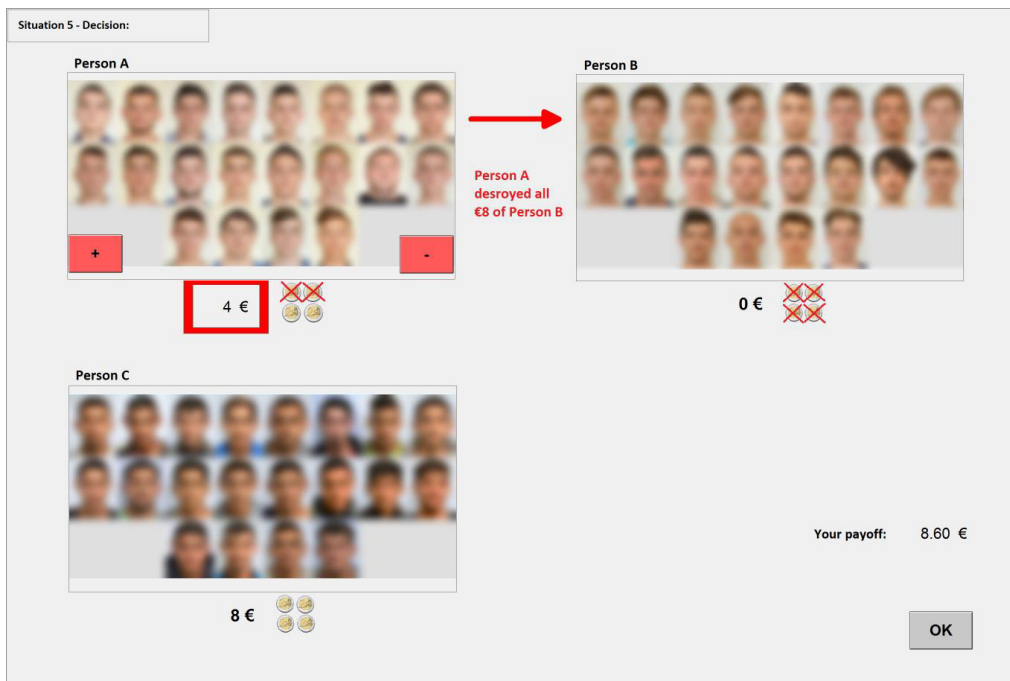 Situation 5 - Decision:
Person A
Person B
Person A
desroyed all
€8 of Person B
+
-
4 €
0 €
Person C
Your payoff: 8.60 €
8 €
OK